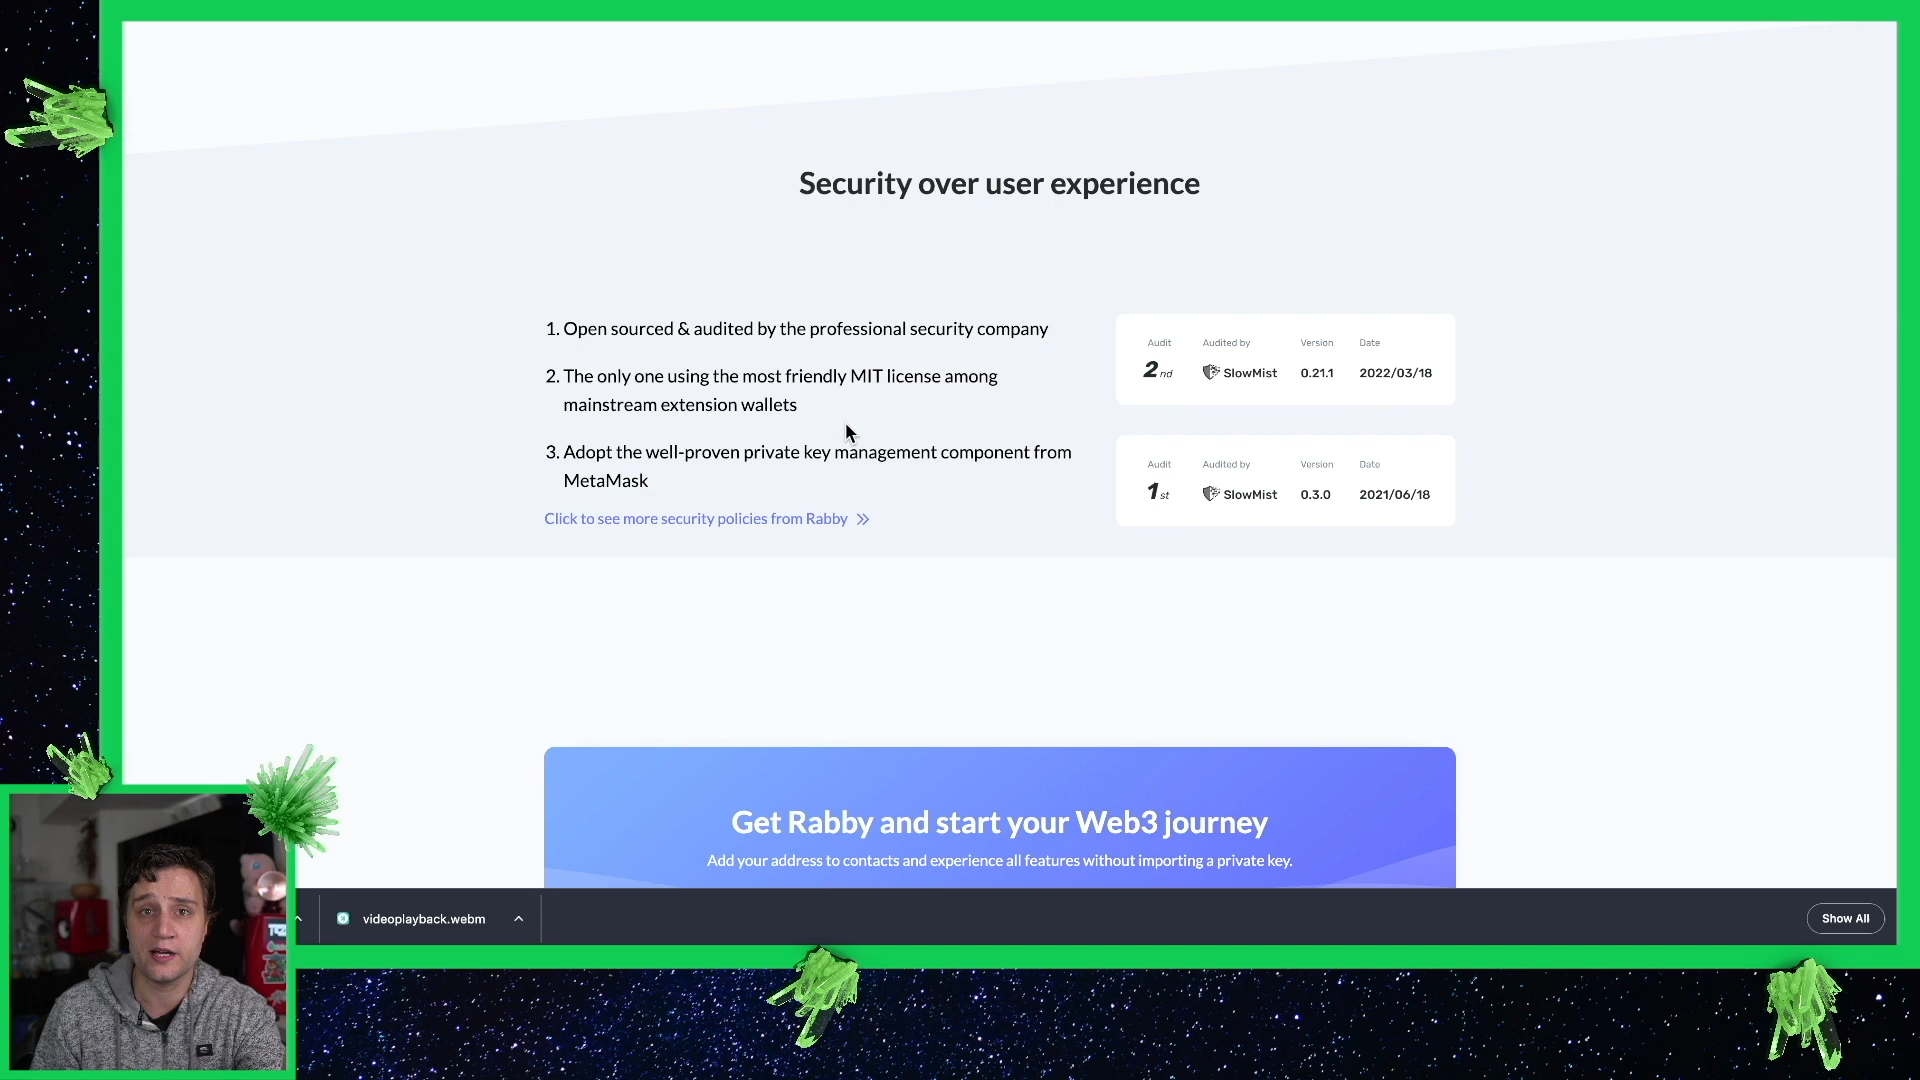 Security over user experience
1. Open sourced & audited by the professional security company
2. The only one using the most friendly MIT license among
mainstream extension wallets
3. Adopt the well-proven private key management component from
MetaMask
Click to see more security policies from Rabby
Audit Audited by Version Date
2nd SlowMist 0.21.1 2022/03/18
Audit Audited by Version Date
1st SlowMist 0.3.0 2021/06/18
Get Rabby and start your Web3 journey
Add your address to contacts and experience all features without importing a private key.
videoplayback.webm
Show All